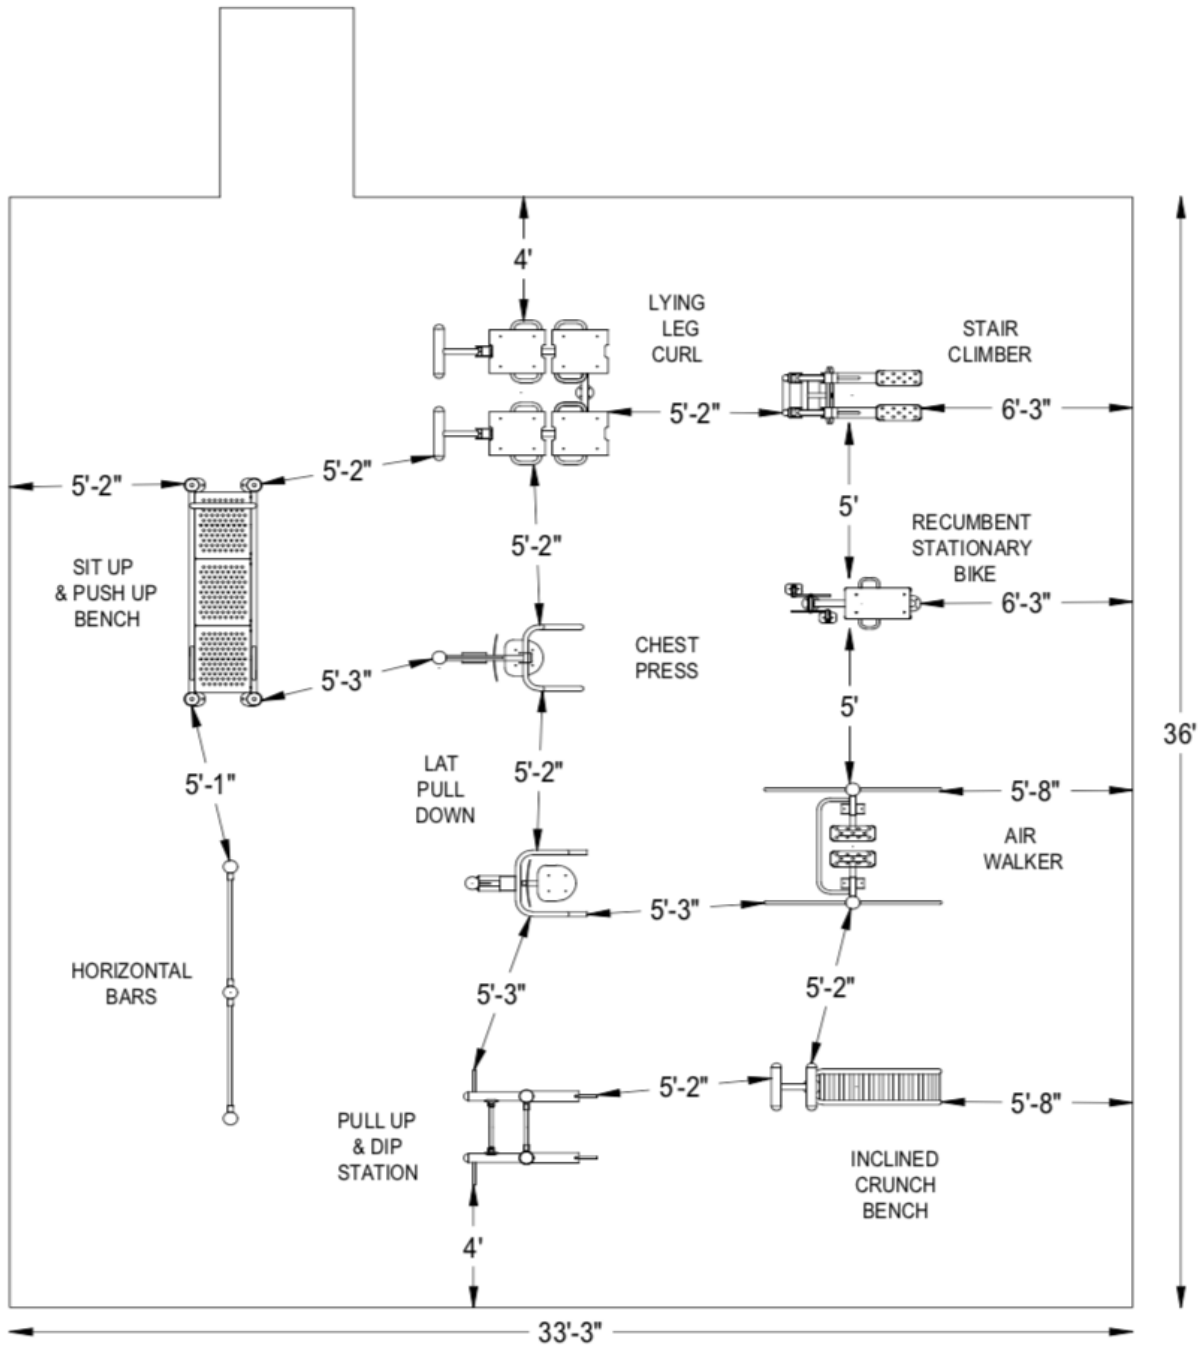 4'
LYING
LEG
CURL
STAIR
CLIMBER
5'-2"
6'-3"
5'-2"
5'-2"
5'
5'-2"
RECUMBENT
STATIONARY
BIKE
SIT UP
& PUSH UP
BENCH
6'-3"
CHEST
PRESS
5'-3"
5'
36'
LAT
PULL
DOWN
5'-2"
5'-1"
5'-8"
AIR
WALKER
5'-3"
HORIZONTAL
BARS
5'-3"
5'-2"
5'-2"
5'-8"
PULL UP
& DIP
STATION
INCLINED
CRUNCH
BENCH
4'
33'-3"